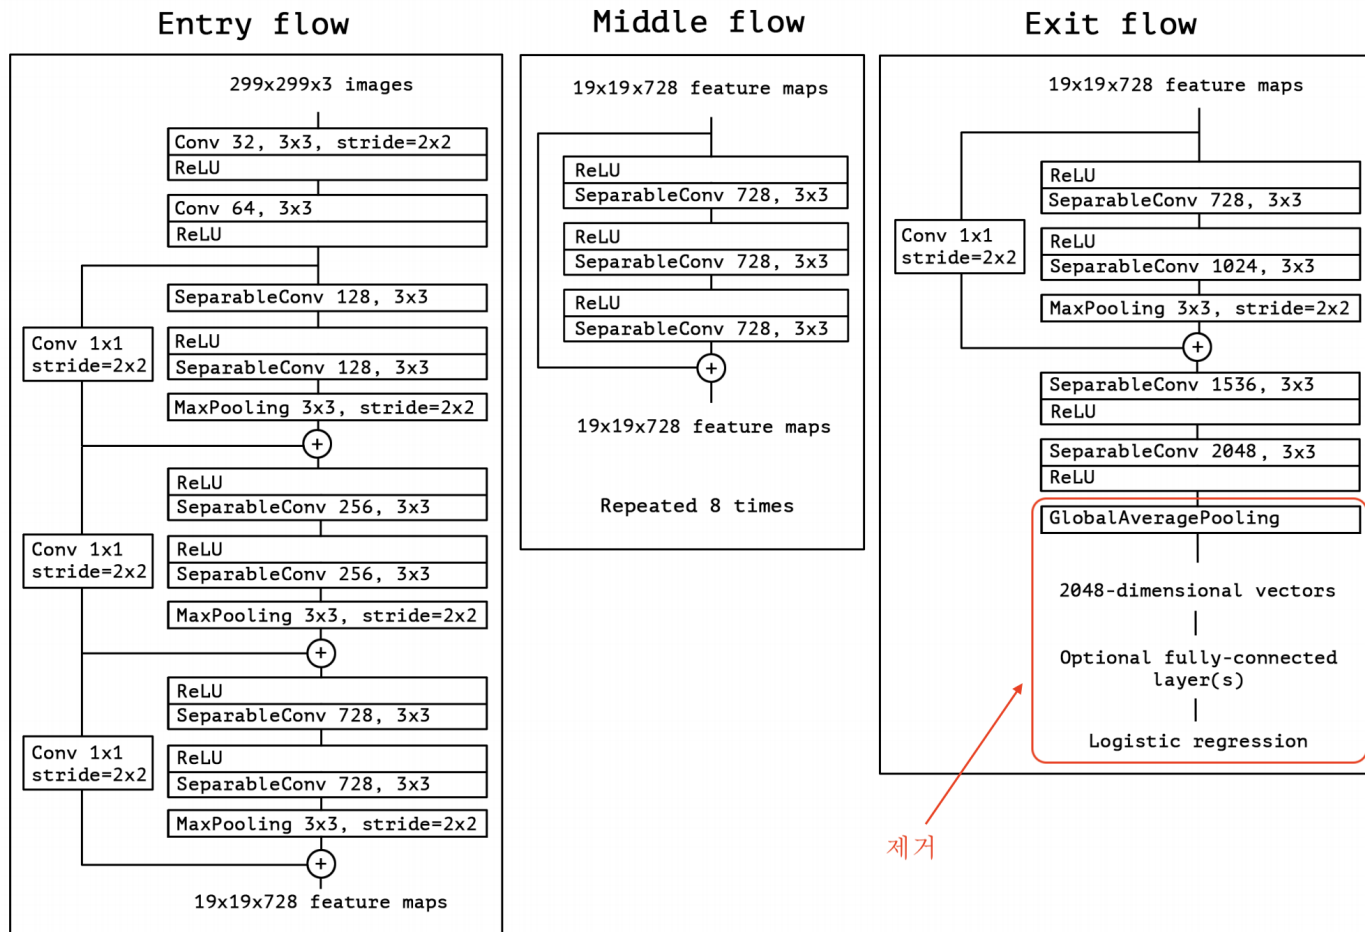 Entry flow
299x299x3 images
Conv 32, 3x3, stride=2x2
ReLU
Conv 64, 3x3
ReLU
SeparableConv 128, 3x3
Conv 1x1
stride=2x2
ReLU
SeparableConv 128, 3x3
MaxPooling 3x3, stride=2x2
+
ReLU
SeparableConv 256, 3x3
Conv 1x1
stride=2x2
ReLU
SeparableConv 256, 3x3
MaxPooling 3x3, stride=2x2
+
ReLU
SeparableConv 728, 3x3
Conv 1x1
stride=2x2
ReLU
SeparableConv 728, 3x3
MaxPooling 3x3, stride=2x2
+
19x19x728 feature maps
Middle flow
19x19x728 feature maps
ReLU
SeparableConv 728, 3x3
ReLU
SeparableConv 728, 3x3
ReLU
SeparableConv 728, 3x3
+
19x19x728 feature maps
Repeated 8 times
Exit flow
19x19x728 feature maps
ReLU
SeparableConv 728, 3x3
Conv 1x1
stride=2x2
ReLU
SeparableConv 1024, 3x3
MaxPooling 3x3, stride=2x2
+
SeparableConv 1536, 3x3
ReLU
SeparableConv 2048, 3x3
ReLU
GlobalAveragePooling
2048-dimensional vectors
Optional fully-connected
layer(s)
Logistic regression
제거